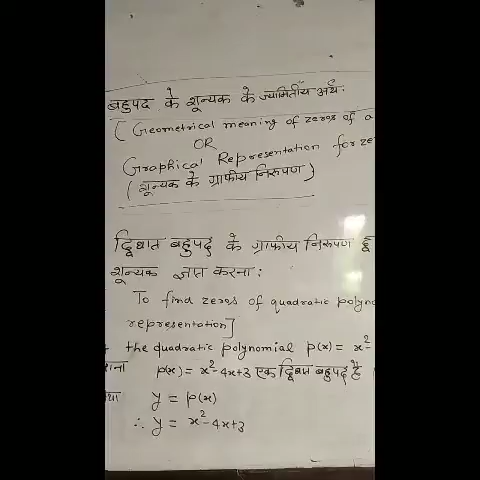 बहुपद के शून्यक के ज्यामितीय अर्थ:
(Geometrical meaning of zeros of a
OR
Graphical Representation for ze
(शून्यक के ग्राफीय निरुपण)
द्विघात बहुपद के ग्राफीय निरूपण द्व
शून्यक ज्ञात करना:
To find zeros of quadratic polyno
representation]
the quadratic polynomial p(x) = x²-
p(x) = x²-4x+3 एक द्विघात बहुपद है
y = p(x)
∴ y = x²-4x+3